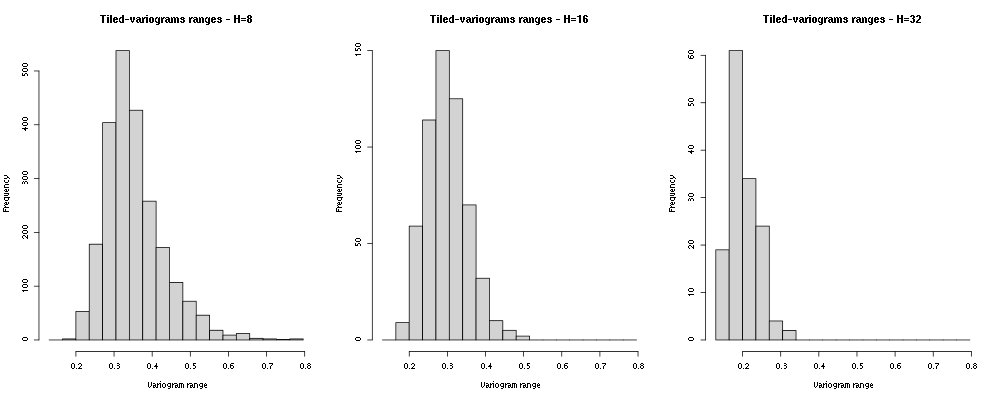 Tiled-variograms ranges - H=8
Frequency
0
100
200
300
400
500
0.2 0.3 0.4 0.5 0.6 0.7 0.8
Variogram range
Tiled-variograms ranges - H=16
Frequency
0
50
100
150
0.2 0.3 0.4 0.5 0.6 0.7 0.8
Variogram range
Tiled-variograms ranges - H=32
Frequency
0
10
20
30
40
50
60
0.2 0.3 0.4 0.5 0.6 0.7 0.8
Variogram range